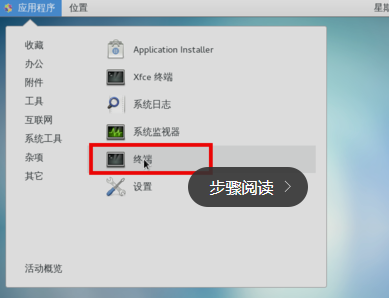 应用程序 位置 星期
收藏
办公
附件
工具
互联网
系统工具
杂项
其它
Application Installer
Xfce 终端
系统日志
系统监视器
终端
设置
步骤阅读
活动概览